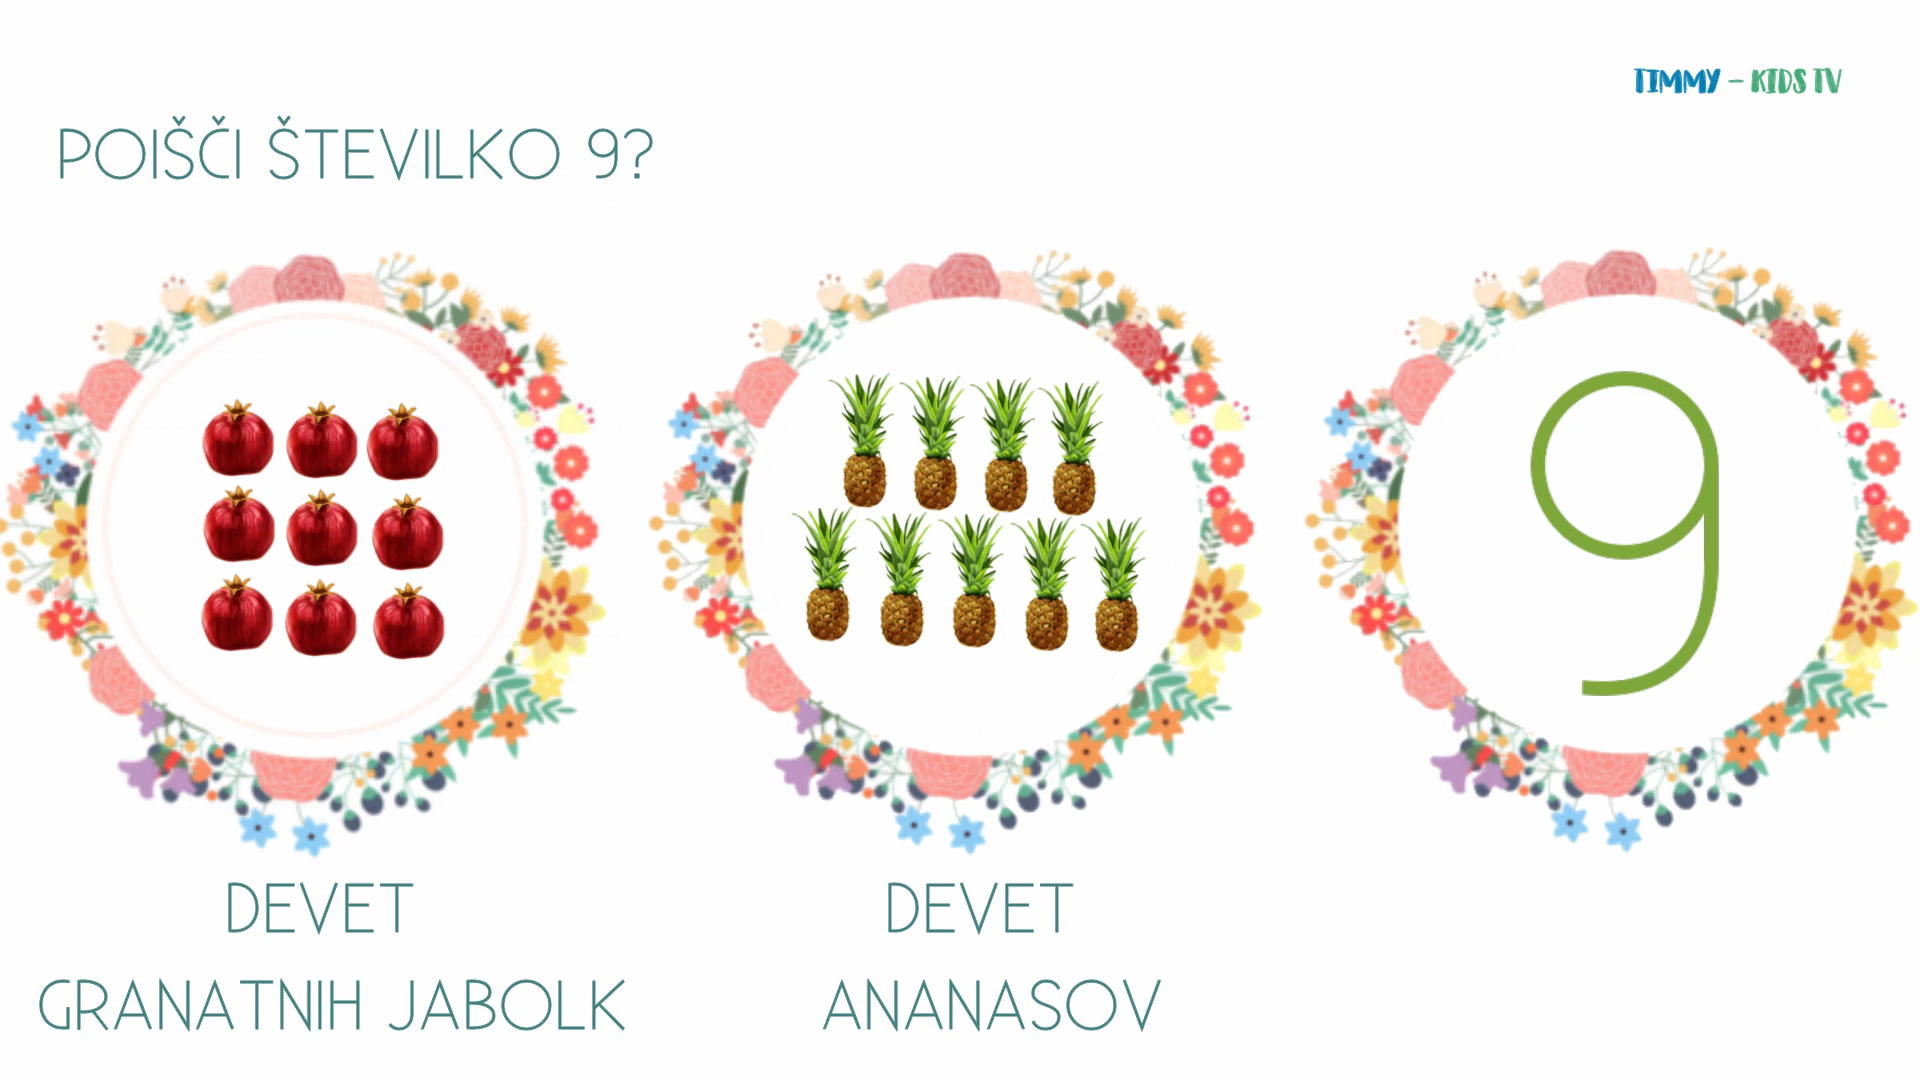 TIMMY - KIDS TV
POIŠČI ŠTEVILKO 9?
9
DEVET
GRANATNIH JABOLK
DEVET
ANANASOV